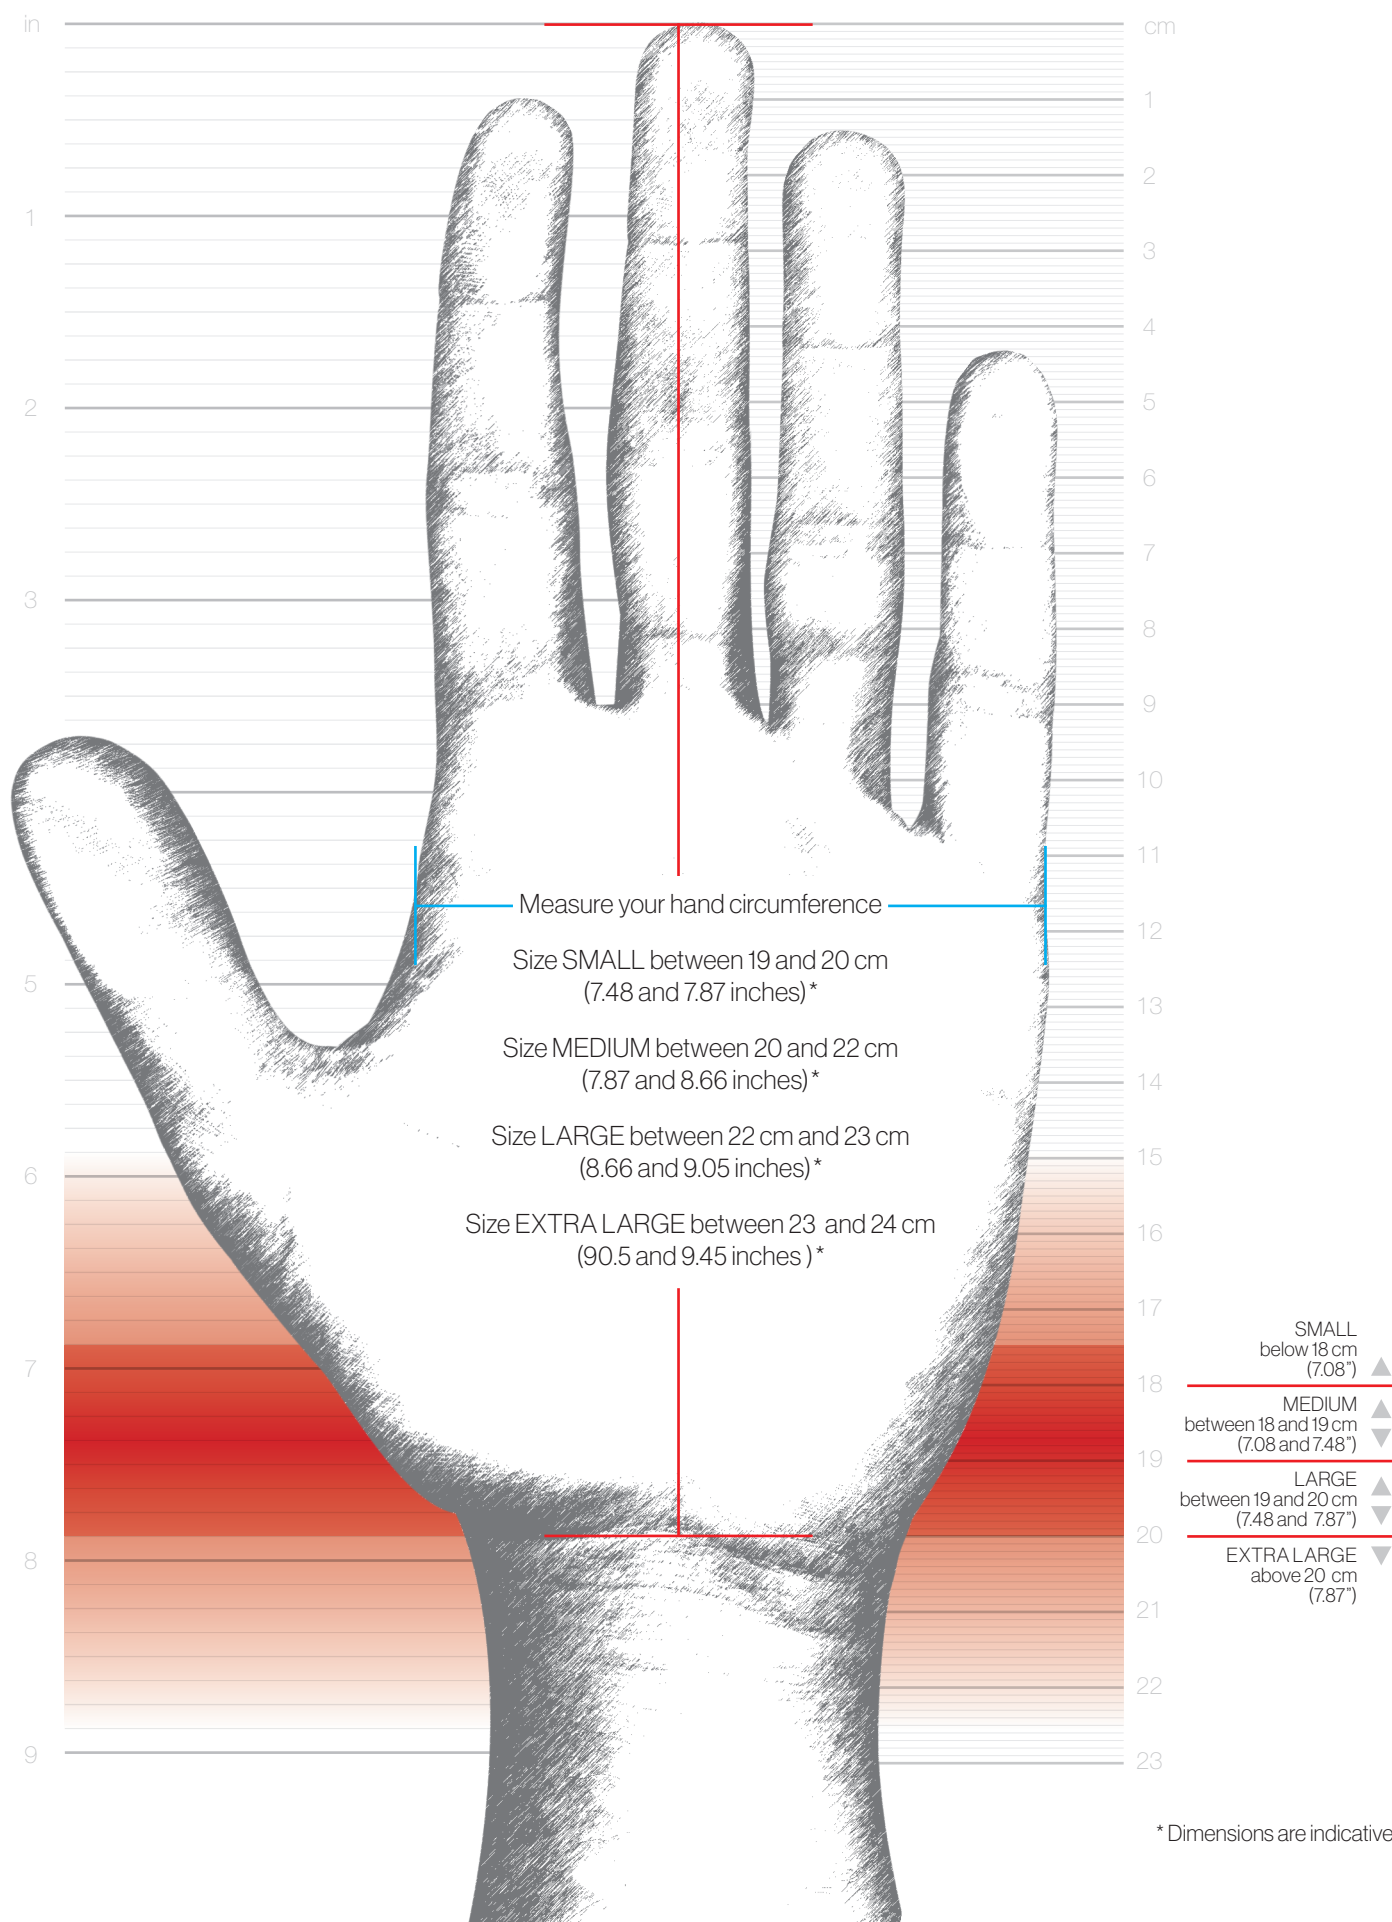 in
cm
1
2
3
4
5
6
7
8
9
10
11
12
13
14
15
16
17
18
19
20
21
22
23
1
2
3
5
6
7
8
9
Measure your hand circumference
Size SMALL between 19 and 20 cm
(7.48 and 7.87 inches) *
Size MEDIUM between 20 and 22 cm
(7.87 and 8.66 inches) *
Size LARGE between 22 cm and 23 cm
(8.66 and 9.05 inches) *
Size EXTRA LARGE between 23 and 24 cm
(90.5 and 9.45 inches ) *
SMALL
below 18 cm
(7.08")
MEDIUM
between 18 and 19 cm
(7.08 and 7.48")
LARGE
between 19 and 20 cm
(7.48 and 7.87")
EXTRA LARGE
above 20 cm
(7.87")
* Dimensions are indicative